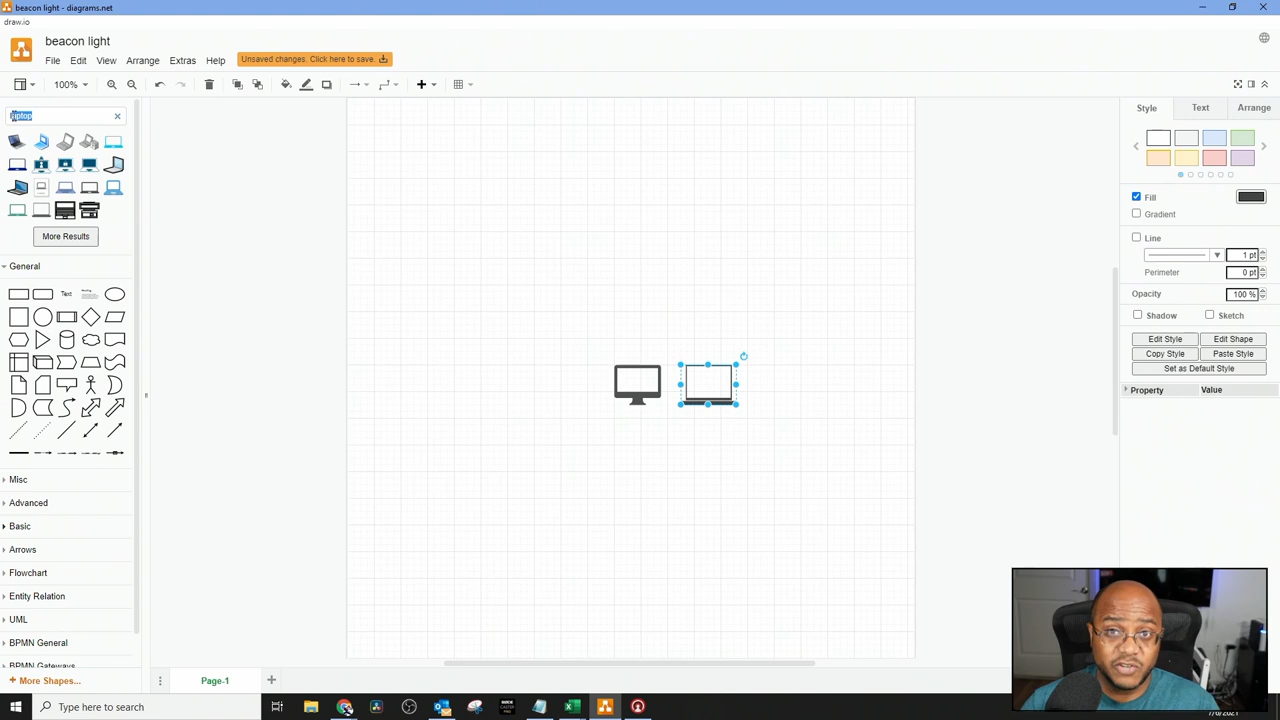 beacon light - diagrams.net
draw.io
beacon light
File Edit View Arrange Extras Help
Unsaved changes. Click here to save.
100%
Style Text Arrange
Text
Fill
Gradient
More Results
Line
1 pt
General
Perimeter 0 pt
Opacity 100 %
Shadow Sketch
Edit Style Edit Shape
Copy Style Paste Style
Set as Default Style
Property Value
Misc
Advanced
Basic
Arrows
Flowchart
Entity Relation
UML
BPMN General
BPMN Gateways
+ More Shapes...
Page-1
Type here to search